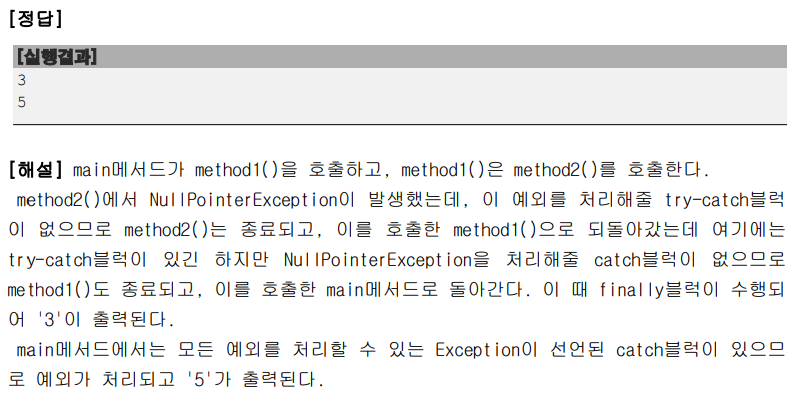 [정답]
[실행결과]
3
5
[해설] main메서드가 method1()을 호출하고, method1()은 method2()를 호출한다.
method2()에서 NullPointerException이 발생했는데, 이 예외를 처리해줄 try-catch블럭
이 없으므로 method2()는 종료되고, 이를 호출한 method1()으로 되돌아갔는데 여기에는
try-catch블럭이 있긴 하지만 NullPointerException을 처리해줄 catch블럭이 없으므로
method1()도 종료되고, 이를 호출한 main메서드로 돌아간다. 이 때 finally블럭이 수행되
어 '3'이 출력된다.
main메서드에서는 모든 예외를 처리할 수 있는 Exception이 선언된 catch블럭이 있으므
로 예외가 처리되고 '5'가 출력된다.